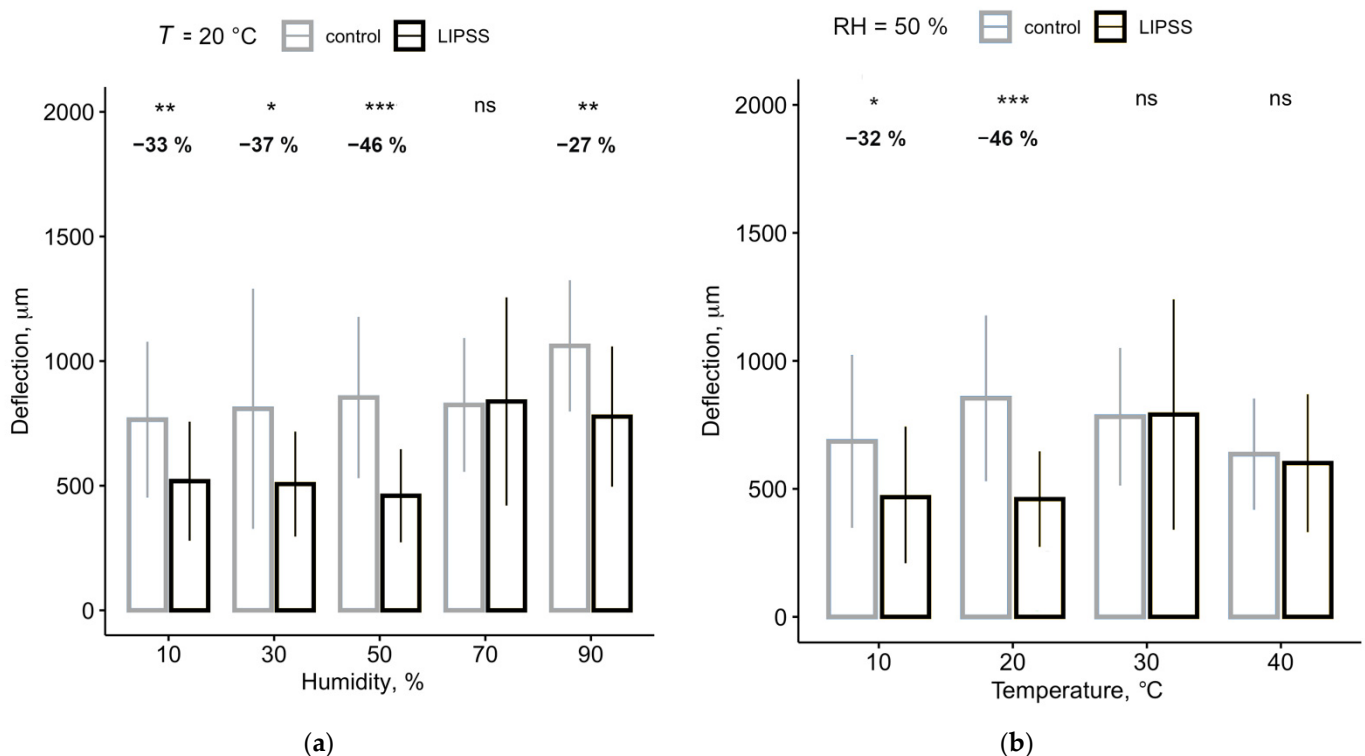 T = 20 °C control LIPSS
2000
1500
1000
500
0
Deflection, μm
** * *** ns **
−33 % −37 % −46 % −27 %
10 30 50 70 90
Humidity, %
(a)
RH = 50 % control LIPSS
2000
1500
1000
500
0
Deflection, μm
* *** ns ns
−32 % −46 %
10 20 30 40
Temperature, °C
(b)